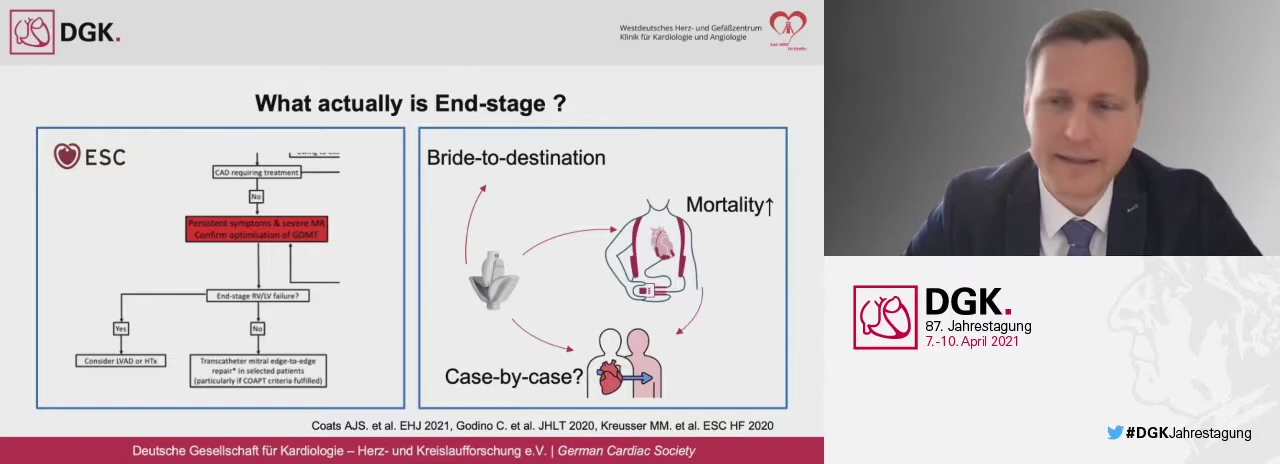 DGK.
Westdeutsches Herz- und Gefäßzentrum
Klinik für Kardiologie und Angiologie
What actually is End-stage ?
ESC
CAD requiring treatment
No
Persistent symptoms & severe MR
Confirm optimisation of GDMT
End-stage RV/LV failure?
Yes
No
Consider LVAD or HTx
Transcatheter mitral edge-to-edge
repair* in selected patients
(particularly if COAPT criteria fulfilled)
Bride-to-destination
Mortality↑
Case-by-case?
Coats AJS. et al. EHJ 2021, Godino C. et al. JHLT 2020, Kreusser MM. et al. ESC HF 2020
Deutsche Gesellschaft für Kardiologie – Herz- und Kreislaufforschung e.V. | German Cardiac Society
DGK.
87. Jahrestagung
7.-10. April 2021
#DGKJahrestagung